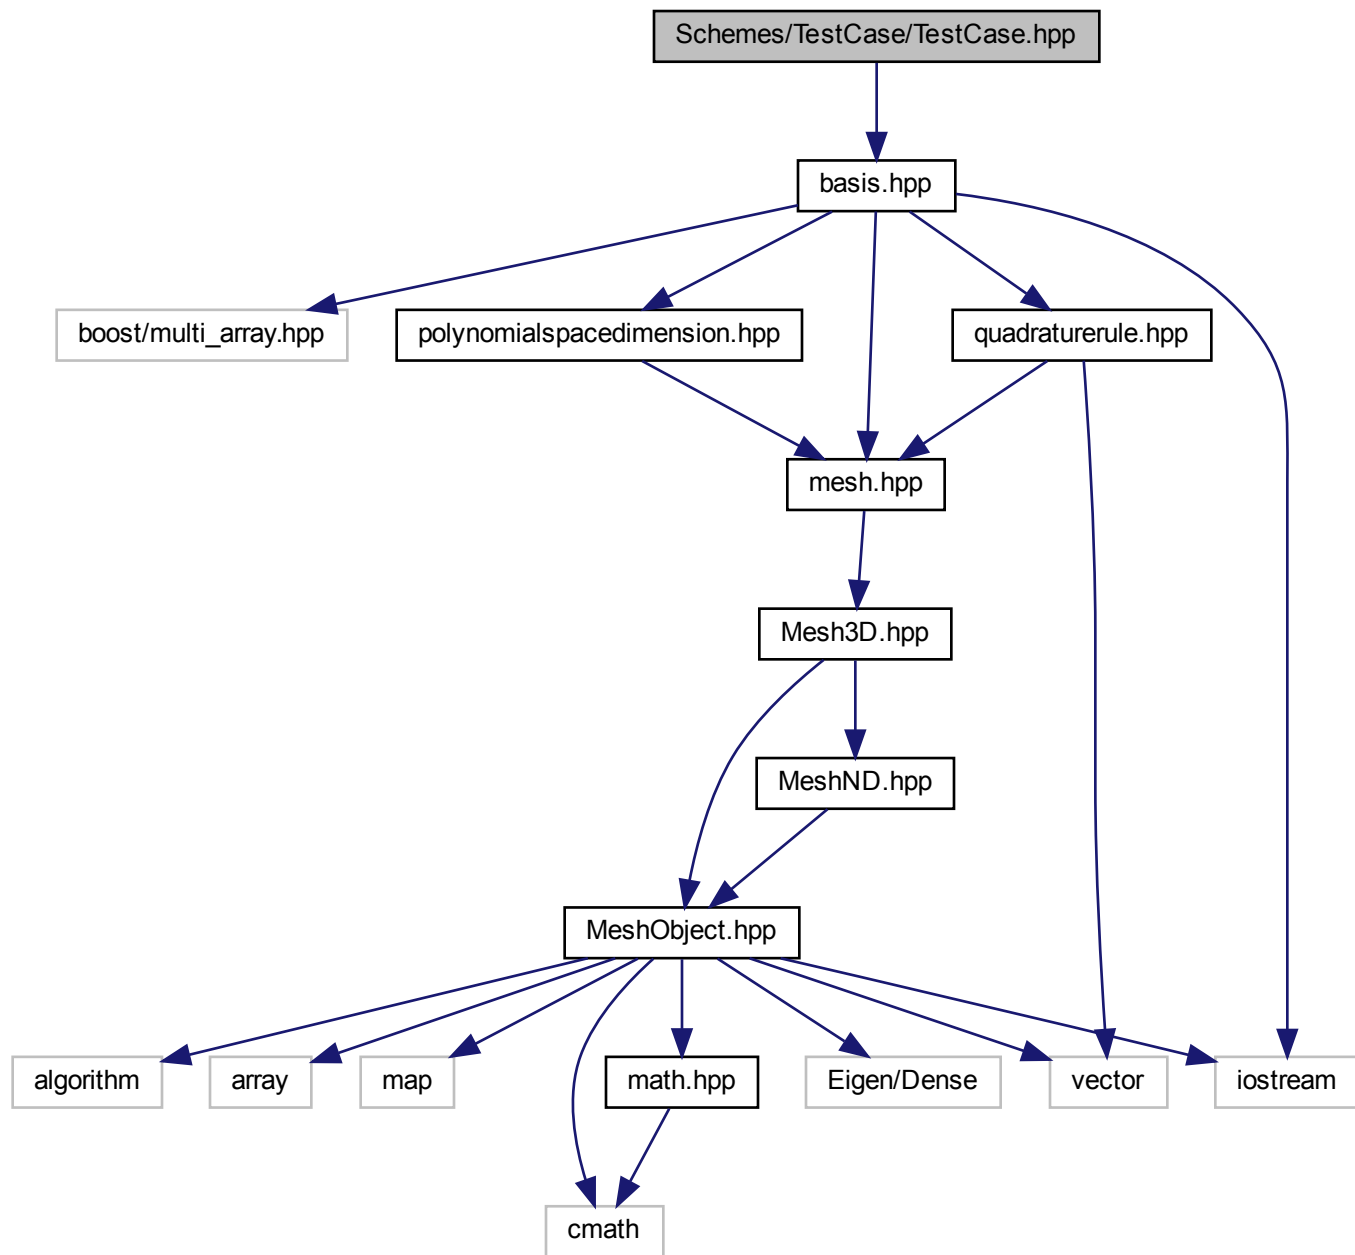 Schemes/TestCase/TestCase.hpp
basis.hpp
boost/multi_array.hpp
polynomialspacedimension.hpp
quadraturerule.hpp
mesh.hpp
Mesh3D.hpp
MeshND.hpp
MeshObject.hpp
algorithm
array
map
math.hpp
Eigen/Dense
vector
iostream
cmath